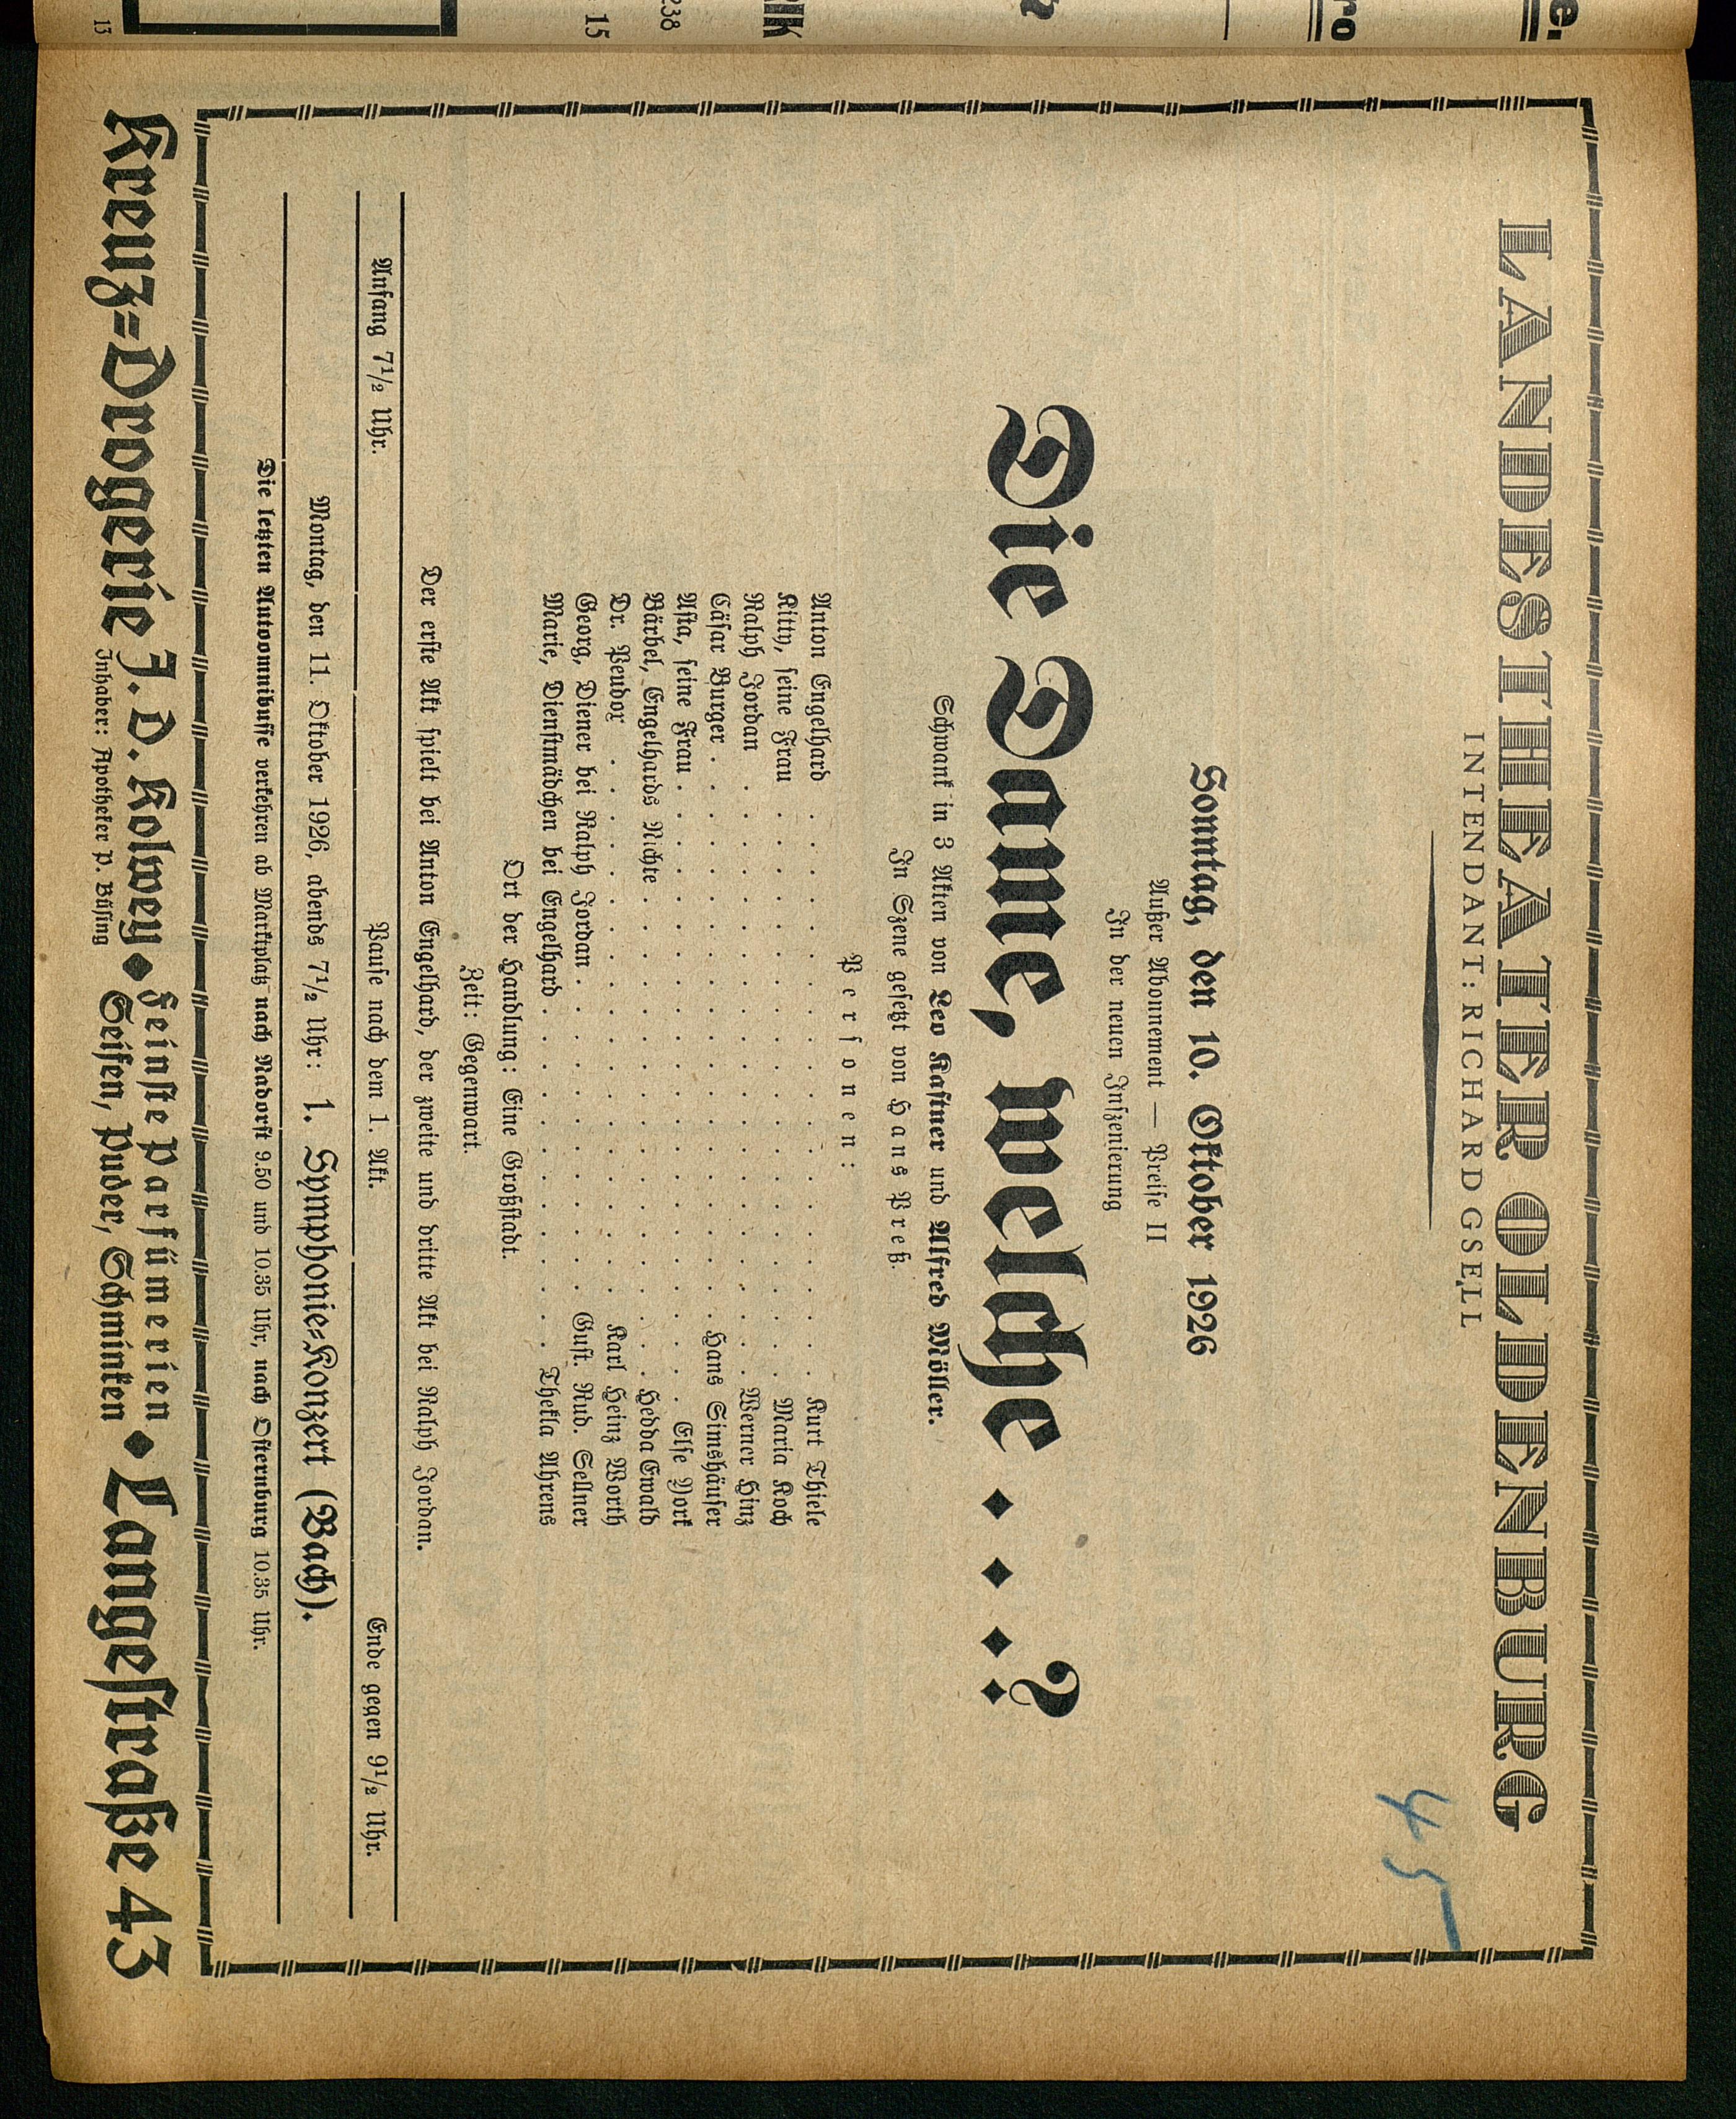 LANDESTHEATER OLDENBURG
INTENDANT: RICHARD GSELL
45
Sonntag, den 10. Oktober 1926
Außer Abonnement — Preise II
In der neuen Inszenierung
Die Dame, welche . . . ?
Schwank in 3 Akten von Leo Kastner und Alfred Möller.
In Szene gesetzt von Hans Preß.
Personen:
Anton Engelhard . . . . . . . . . . Kurt Thiele
Kitty, seine Frau . . . . . . . . . . Maria Koch
Ralph Jordan . . . . . . . . . . Werner Hinz
Cäsar Burger . . . . . . . . . . Hans Simshäuser
Asta, seine Frau . . . . . . . . . . Else York
Bärbel, Engelhards Nichte . . . . . . . . Hedda Ewald
Dr. Peudox . . . . . . . . . . Karl Heinz Worth
Georg, Diener bei Ralph Jordan . . . . . . Gust. Rud. Sellner
Marie, Dienstmädchen bei Engelhard . . . . . . Thekla Ahrens
Ort der Handlung: Eine Großstadt.
Zeit: Gegenwart.
Der erste Akt spielt bei Anton Engelhard, der zweite und dritte Akt bei Ralph Jordan.
Anfang 7½ Uhr. Pause nach dem 1. Akt. Ende gegen 9½ Uhr.
Montag, den 11. Oktober 1926, abends 7½ Uhr: 1. Symphonie-Konzert (Bach).
Die letzten Autoomnibusse verkehren ab Marktplatz nach Nadorst 9.50 und 10.35 Uhr, nach Osternburg 10.35 Uhr.
Kreuz-Drogerie J. D. Kolwey ◆ Feinste Parfümerien ◆ Langestraße 43
Inhaber: Apotheker P. Büsing Seifen, Puder, Schminken
e.
ro
238
15
13